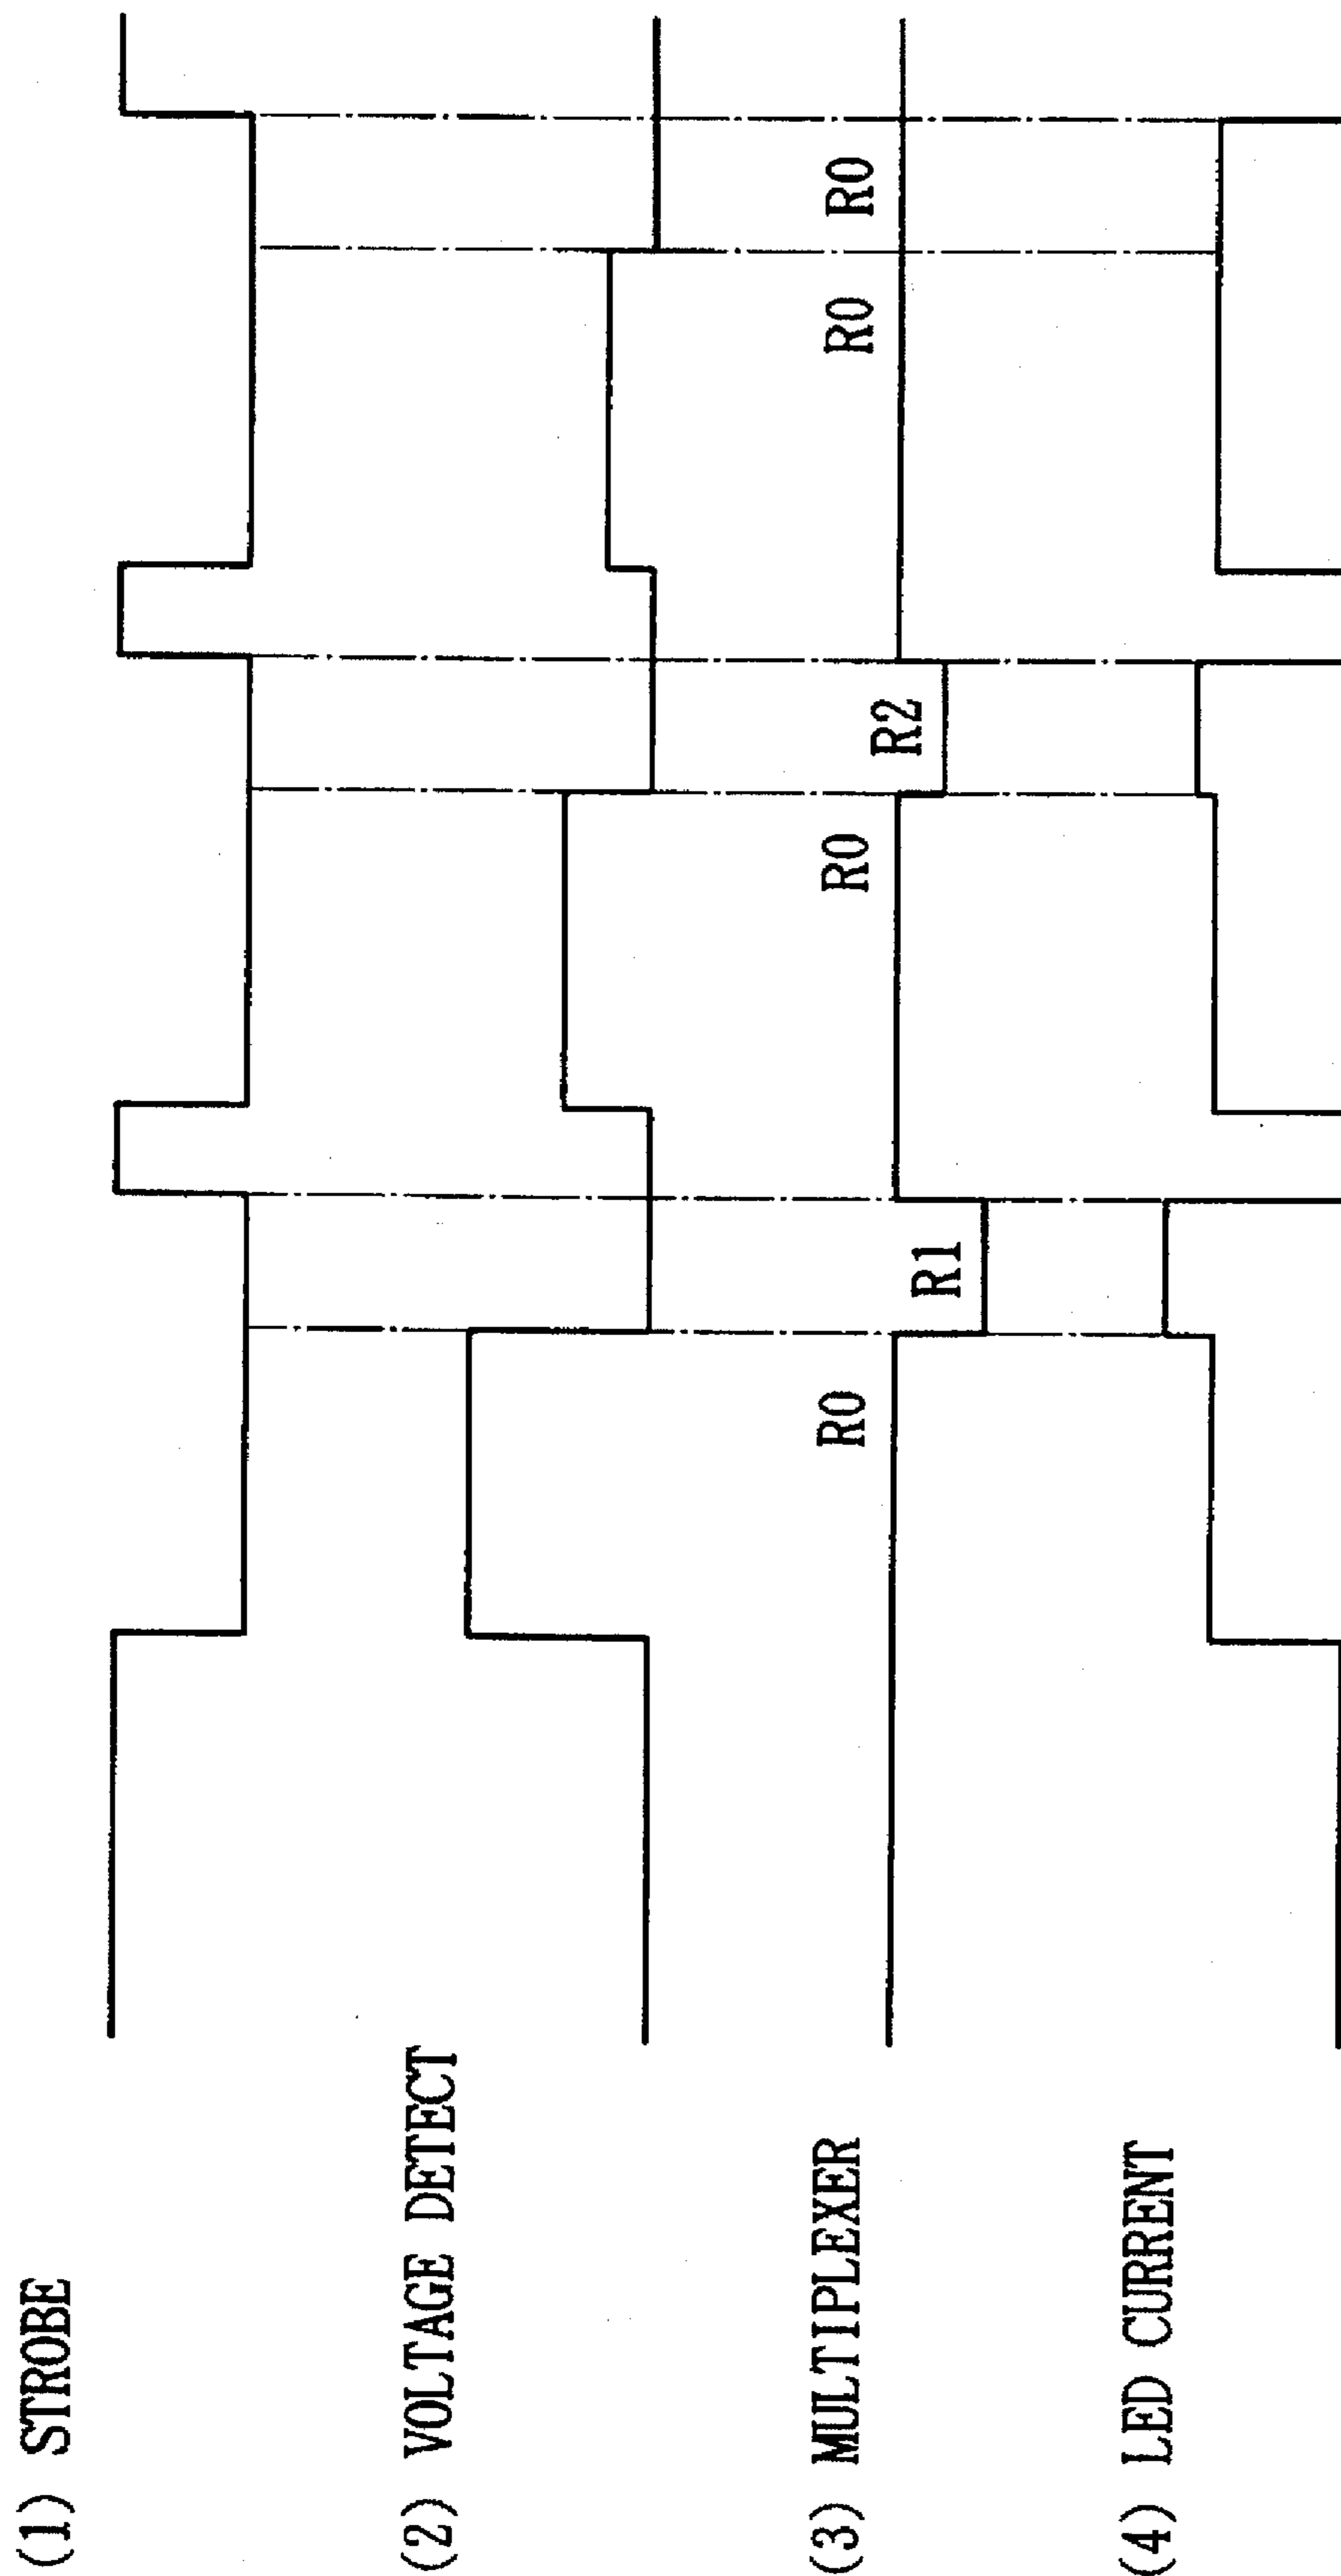 (1) STROBE
(2) VOLTAGE DETECT
(3) MULTIPLEXER
R0
R1
R0
R2
R0
R0
(4) LED CURRENT